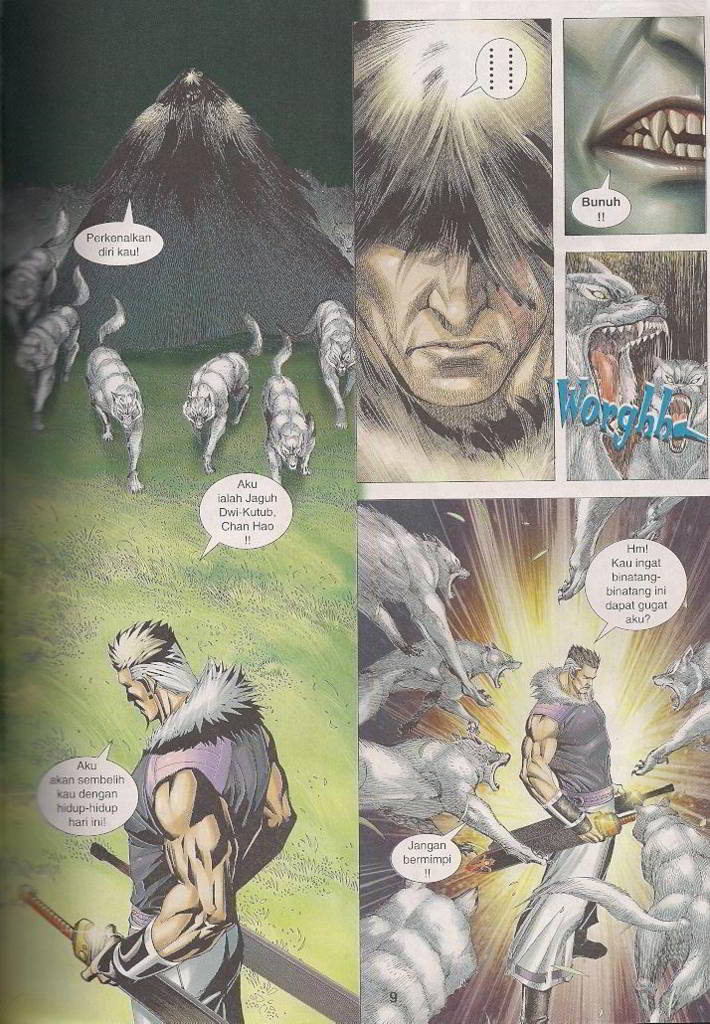 Perkenalkan
diri kau!
Aku
ialah Jaguh
Dwi-Kutub,
Chan Hao
!!
Aku
akan sembelih
kau dengan
hidup-hidup
hari ini!
Bunuh
!!
Worghh
Hm!
Kau ingat
binatang-
binatang ini
dapat gugat
aku?
Jangan
bermimpi
!!
9